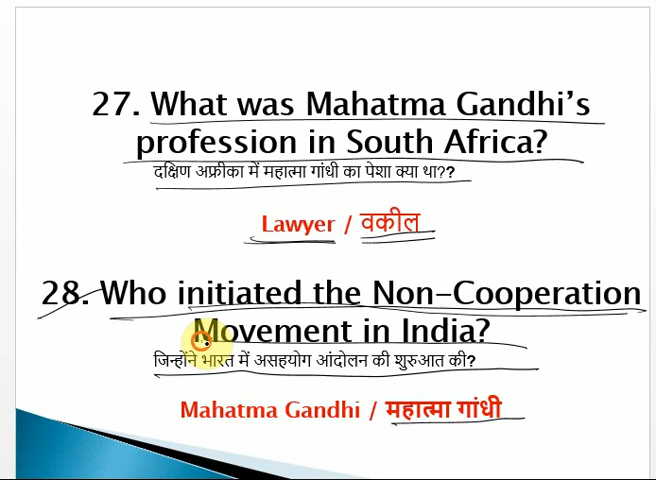 27. What was Mahatma Gandhi's
profession in South Africa?
दक्षिण अफ्रीका में महात्मा गांधी का पेशा क्या था??
Lawyer / वकील
28. Who initiated the Non-Cooperation
Movement in India?
जिन्होंने भारत में असहयोग आंदोलन की शुरुआत की?
Mahatma Gandhi / महात्मा गांधी